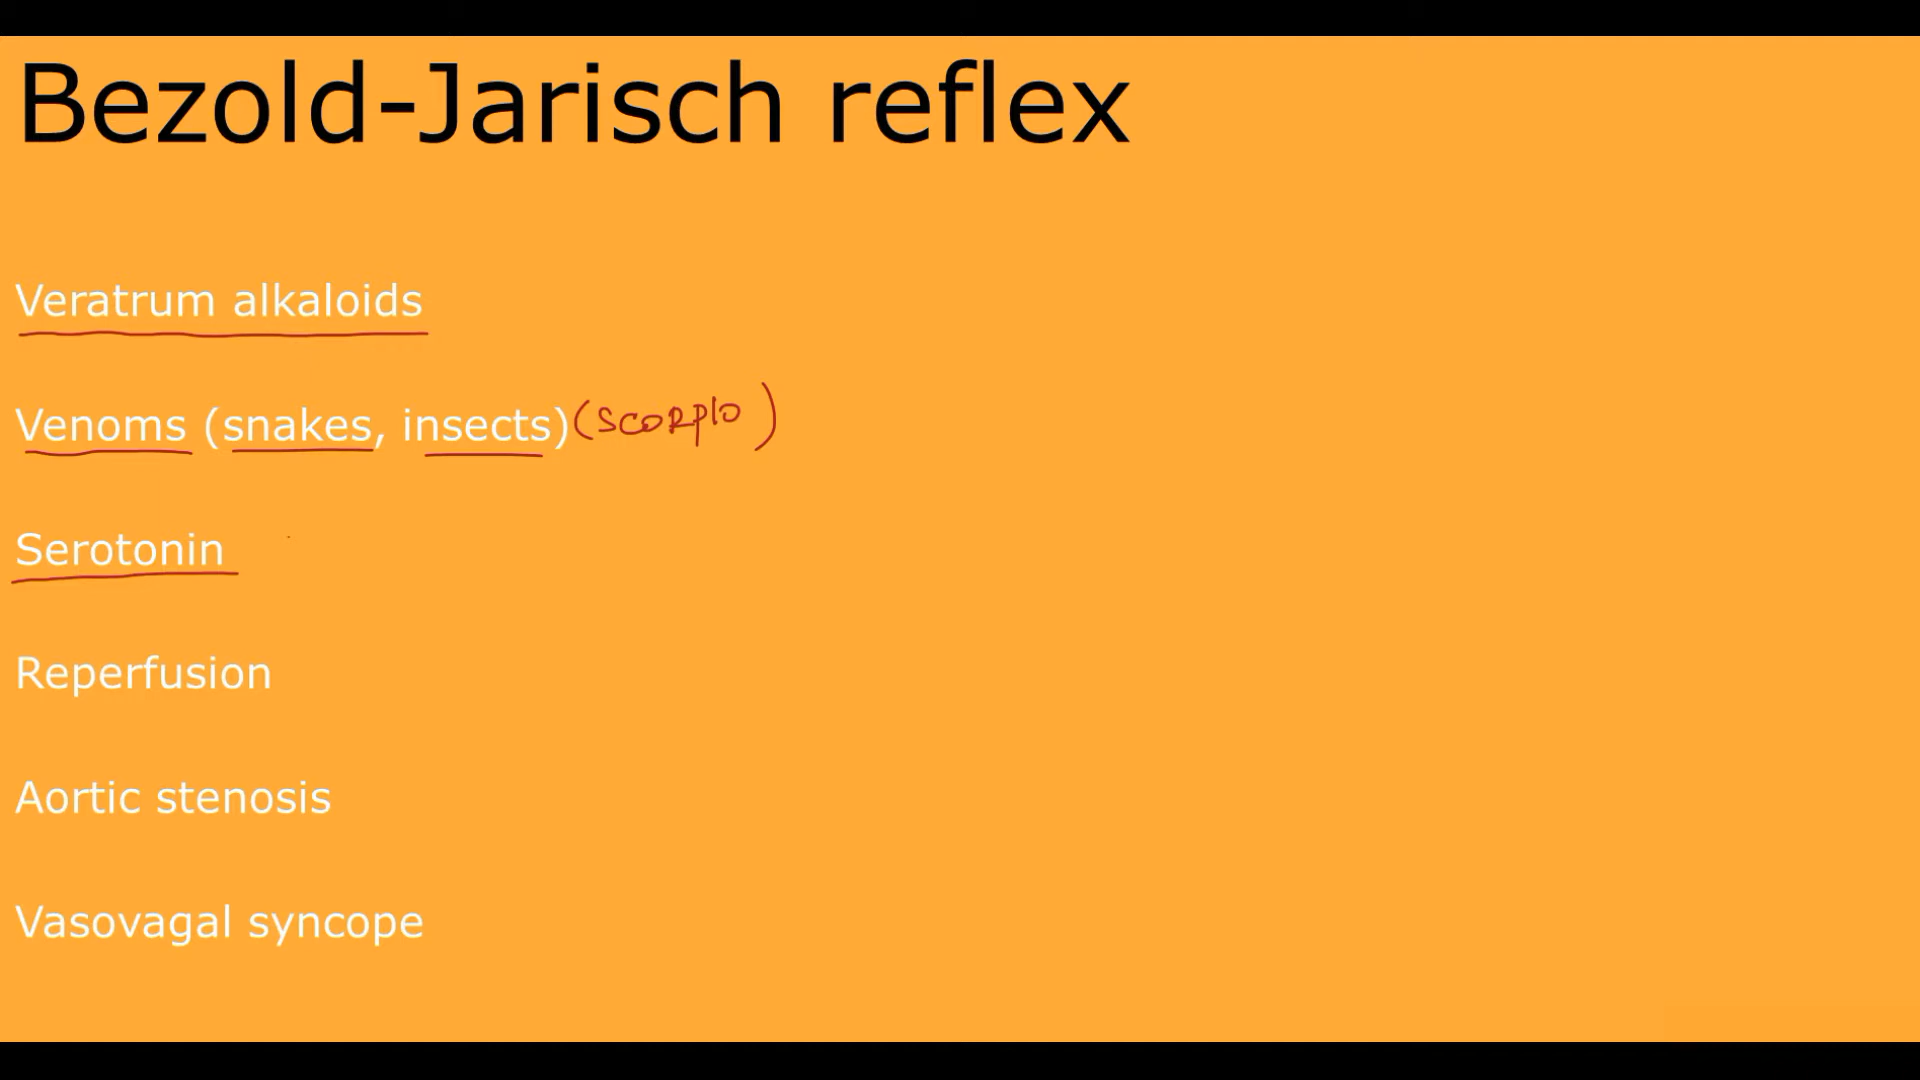 Bezold-Jarisch reflex
Veratrum alkaloids
Venoms (snakes, insects) (SCORPIO)
Serotonin
Reperfusion
Aortic stenosis
Vasovagal syncope